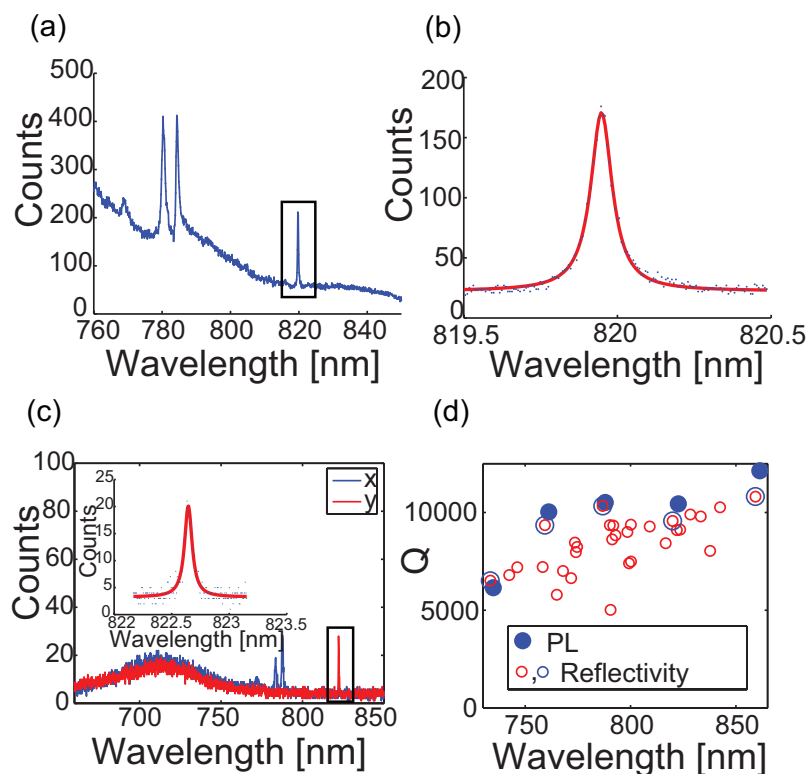 (a)
500
400
300
200
100
0
Counts
760 780 800 820 840
Wavelength [nm]
(b)
200
150
100
50
0
Counts
819.5 820 820.5
Wavelength [nm]
(c)
100
80
60
40
20
0
Counts
x
y
25
20
15
10
5
0
Counts
822 822.5 823 823.5
Wavelength [nm]
700 750 800 850
Wavelength [nm]
(d)
10000
5000
0
Q
PL
, Reflectivity
750 800 850
Wavelength [nm]